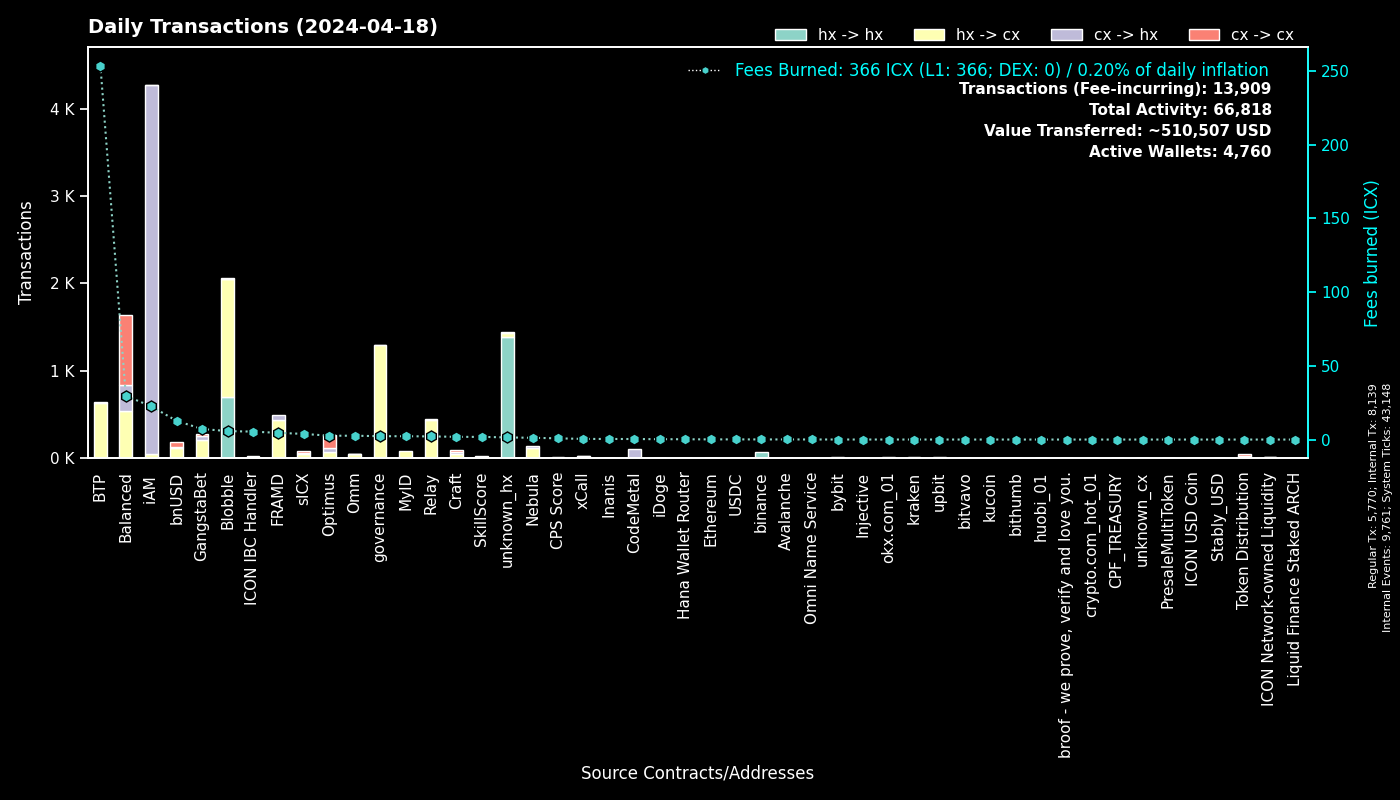 Daily Transactions (2024-04-18)
hx -> hx
hx -> cx
cx -> hx
cx -> cx
Fees Burned: 366 ICX (L1: 366; DEX: 0) / 0.20% of daily inflation
Transactions (Fee-incurring): 13,909
Total Activity: 66,818
Value Transferred: ~510,507 USD
Active Wallets: 4,760
Transactions
4 K
3 K
2 K
1 K
0 K
250
200
150
100
50
0
Fees burned (ICX)
BTP
Balanced
iAM
bnUSD
GangstaBet
Blobble
ICON IBC Handler
FRAMD
sICX
Optimus
Omm
governance
MyID
Relay
Craft
SkillScore
unknown_hx
Nebula
CPS Score
xCall
Inanis
CodeMetal
iDoge
Hana Wallet Router
Ethereum
USDC
binance
Avalanche
Omni Name Service
bybit
Injective
okx.com_01
kraken
upbit
bitvavo
kucoin
bithumb
huobi_01
broof - we prove, verify and love you.
crypto.com_hot_01
CPF_TREASURY
unknown_cx
PresaleMultiToken
ICON USD Coin
Stably_USD
Token Distribution
ICON Network-owned Liquidity
Liquid Finance Staked ARCH
Source Contracts/Addresses
Regular Tx: 5,770; Internal Tx: 8,139
Internal Events: 9,761; System Ticks: 43,148